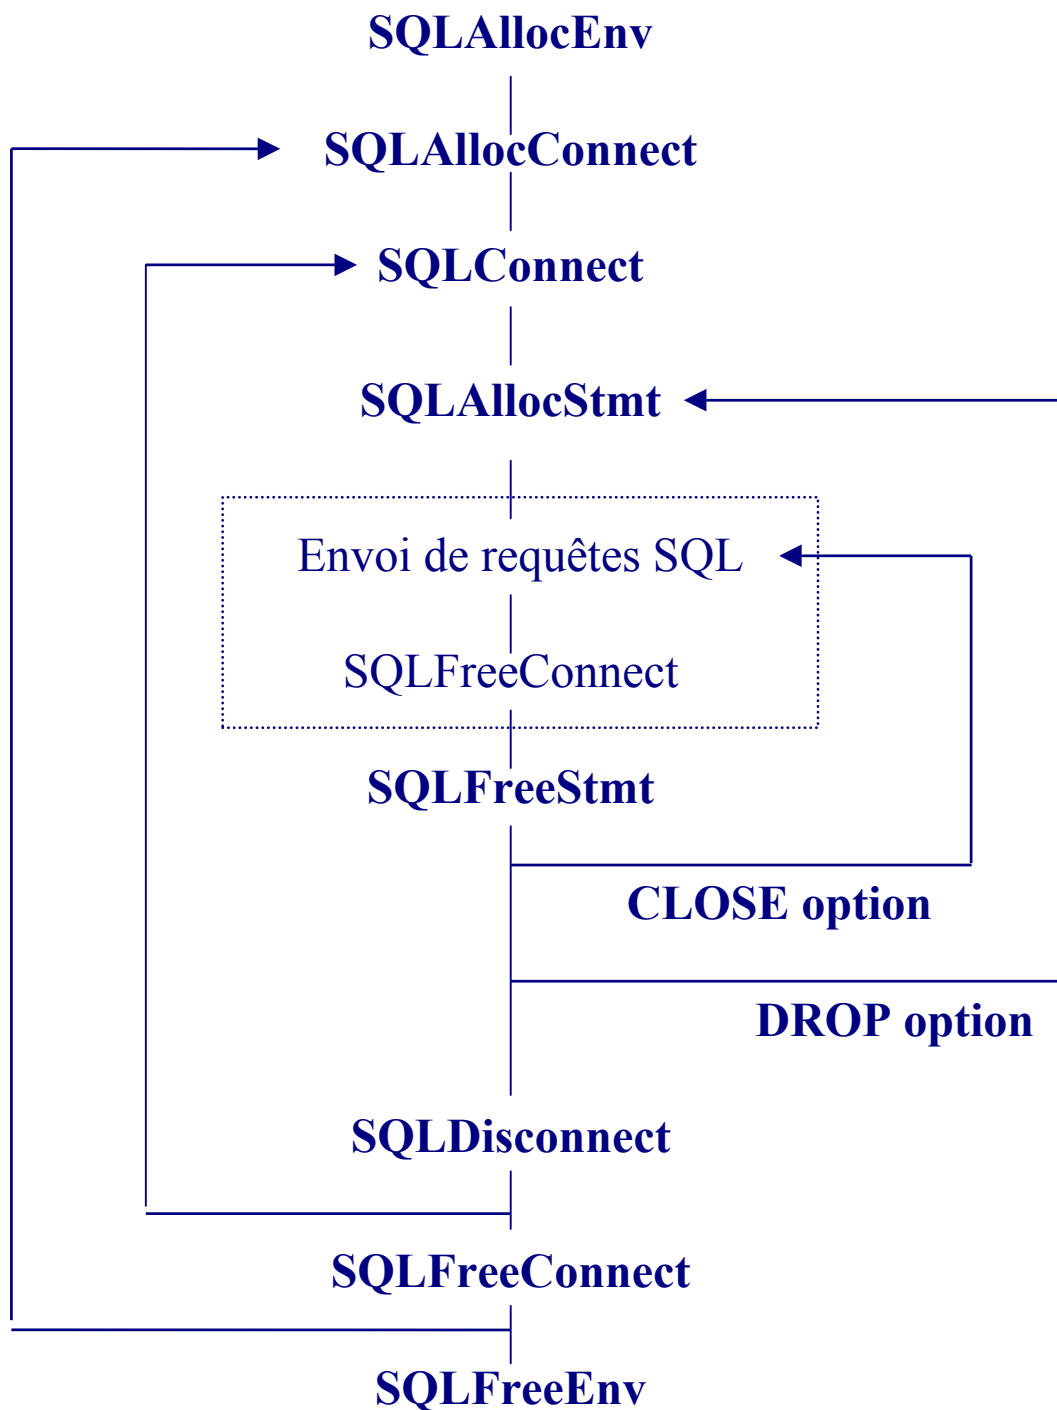 SQLAllocEnv
SQLAllocConnect
SQLConnect
SQLAllocStmt
Envoi de requêtes SQL
SQLFreeConnect
SQLFreeStmt
CLOSE option
DROP option
SQLDisconnect
SQLFreeConnect
SQLFreeEnv